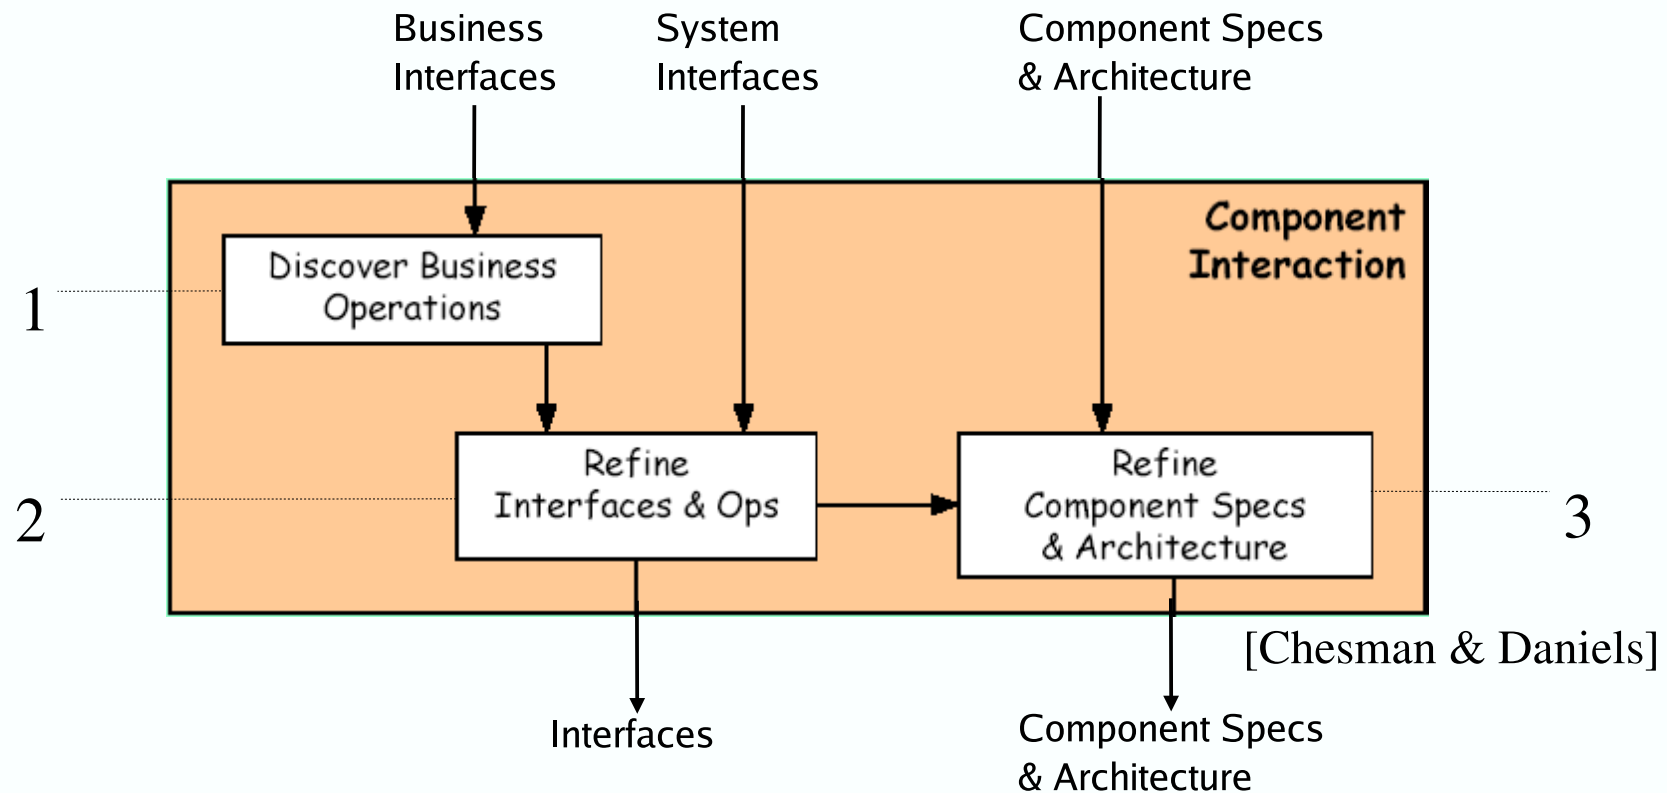 Business
Interfaces
System
Interfaces
Component Specs
& Architecture
Component
Interaction
1
Discover Business
Operations
2
Refine
Interfaces & Ops
Refine
Component Specs
& Architecture
3
[Chesman & Daniels]
Interfaces
Component Specs
& Architecture